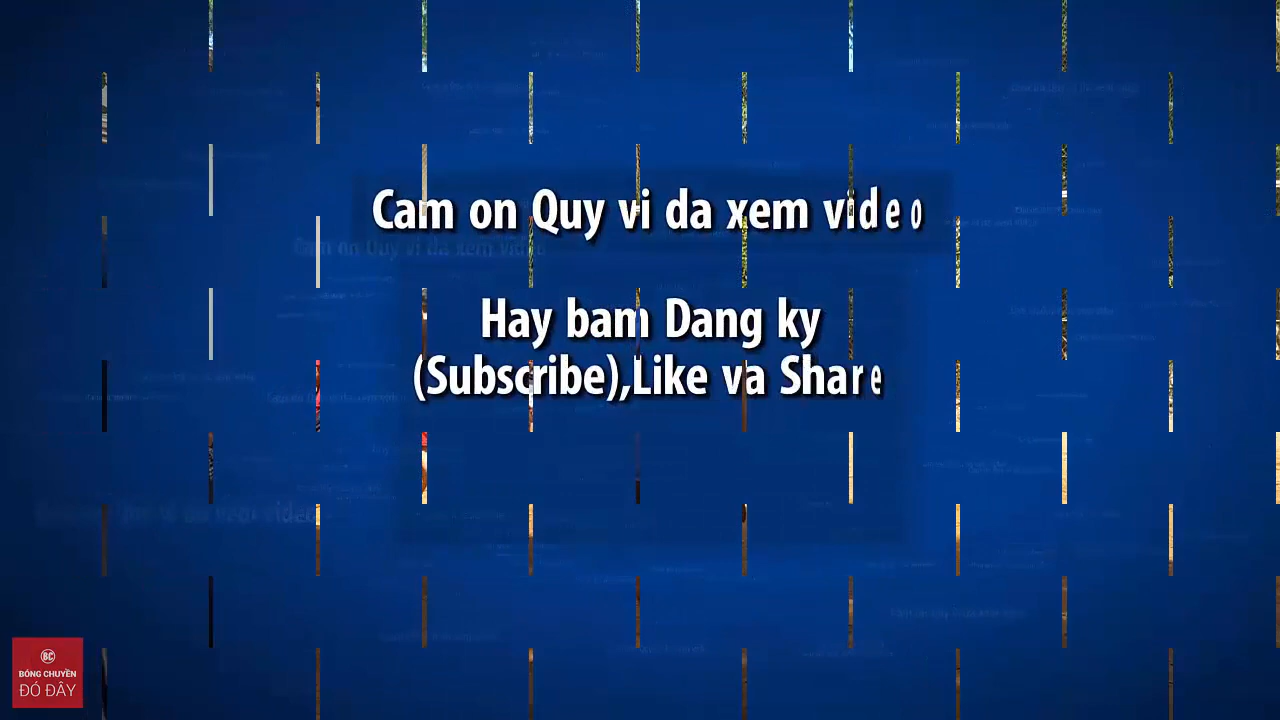 Cam on Quy vi da xem video
Hay bam Dang ky
(Subscribe),Like va Share
BC
BÓNG CHUYỀN
ĐÓ ĐÂY